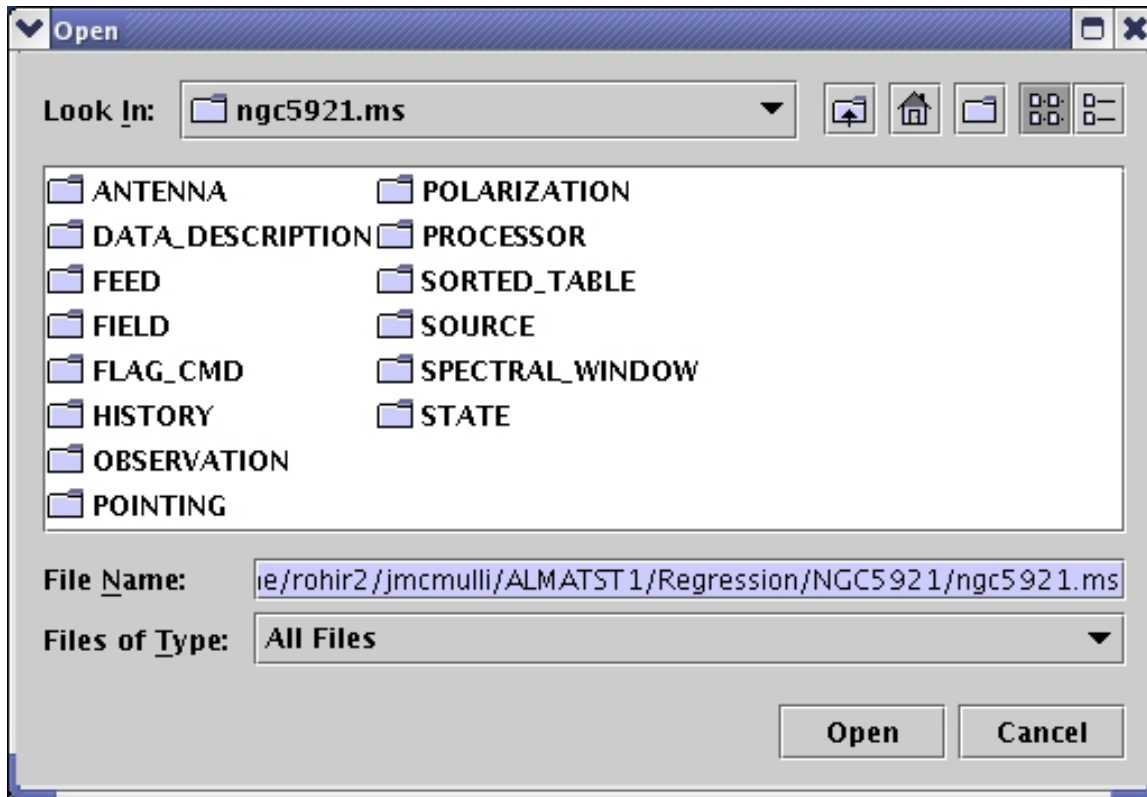 Open
Look In: ngc5921.ms
ANTENNA
DATA_DESCRIPTION
FEED
FIELD
FLAG_CMD
HISTORY
OBSERVATION
POINTING
POLARIZATION
PROCESSOR
SORTED_TABLE
SOURCE
SPECTRAL_WINDOW
STATE
File Name: e/rohir2/jmcmulli/ALMATST1/Regression/NGC5921/ngc5921.ms
Files of Type: All Files
Open Cancel